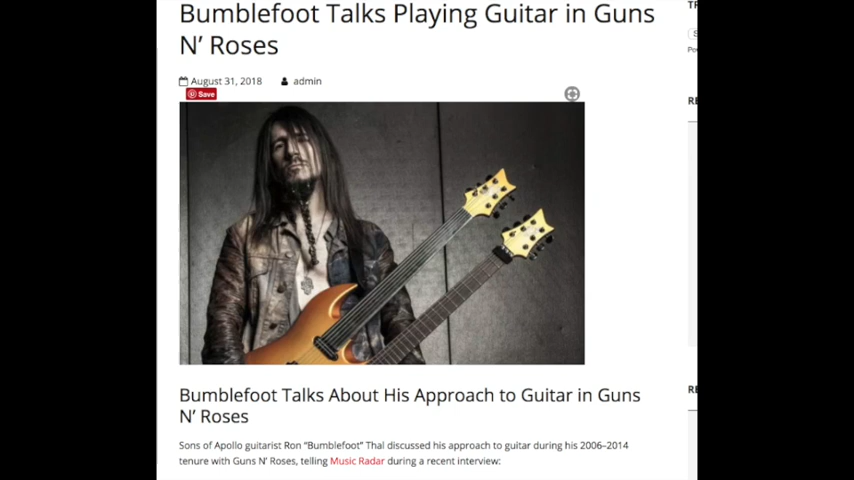 Bumblefoot Talks Playing Guitar in Guns
N’ Roses
August 31, 2018 admin
Save
Bumblefoot Talks About His Approach to Guitar in Guns
N’ Roses
Sons of Apollo guitarist Ron “Bumblefoot” Thal discussed his approach to guitar during his 2006–2014
tenure with Guns N’ Roses, telling Music Radar during a recent interview: